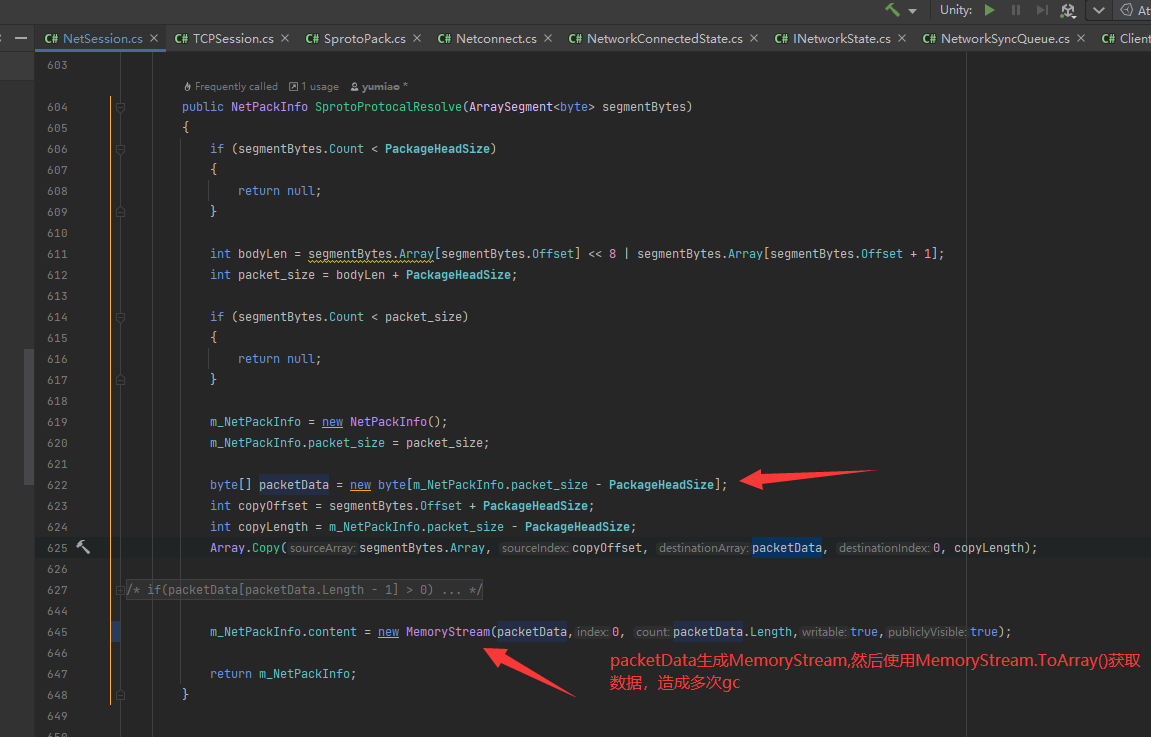 Unity:
At
NetSession.cs
TCPSession.cs
SprotoPack.cs
Netconnect.cs
NetworkConnectedState.cs
INetworkState.cs
NetworkSyncQueue.cs
Client
603
Frequently called 1 usage yumiao *
604 public NetPackInfo SprotoProtocalResolve(ArraySegment<byte> segmentBytes)
605 {
606 if (segmentBytes.Count < PackageHeadSize)
607 {
608 return null;
609 }
610
611 int bodyLen = segmentBytes.Array[segmentBytes.Offset] << 8 | segmentBytes.Array[segmentBytes.Offset + 1];
612 int packet_size = bodyLen + PackageHeadSize;
613
614 if (segmentBytes.Count < packet_size)
615 {
616 return null;
617 }
618
619 m_NetPackInfo = new NetPackInfo();
620 m_NetPackInfo.packet_size = packet_size;
621
622 byte[] packetData = new byte[m_NetPackInfo.packet_size - PackageHeadSize];
623 int copyOffset = segmentBytes.Offset + PackageHeadSize;
624 int copyLength = m_NetPackInfo.packet_size - PackageHeadSize;
625 Array.Copy( sourceArray: segmentBytes.Array, sourceIndex: copyOffset, destinationArray: packetData, destinationIndex: 0, copyLength);
626
627 /* if(packetData[packetData.Length - 1] > 0) ... */
644
645 m_NetPackInfo.content = new MemoryStream(packetData, index: 0, count: packetData.Length, writable: true, publiclyVisible: true);
646
packetData生成MemoryStream,然后使用MemoryStream.ToArray()获取
数据，造成多次gc
647 return m_NetPackInfo;
648 }
649
650